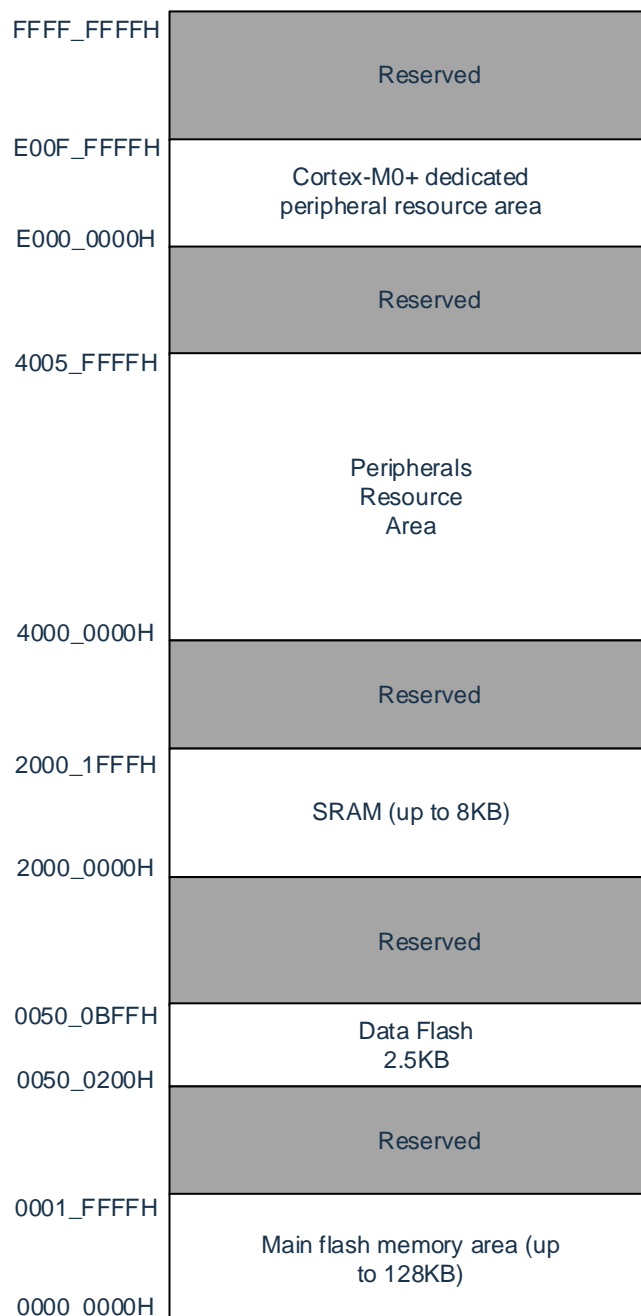 FFFF_FFFFH
Reserved
E00F_FFFFH
Cortex-M0+ dedicated
peripheral resource area
E000_0000H
Reserved
4005_FFFFH
Peripherals
Resource
Area
4000_0000H
Reserved
2000_1FFFH
SRAM (up to 8KB)
2000_0000H
Reserved
0050_0BFFH
Data Flash
2.5KB
0050_0200H
Reserved
0001_FFFFH
Main flash memory area (up
to 128KB)
0000_0000H